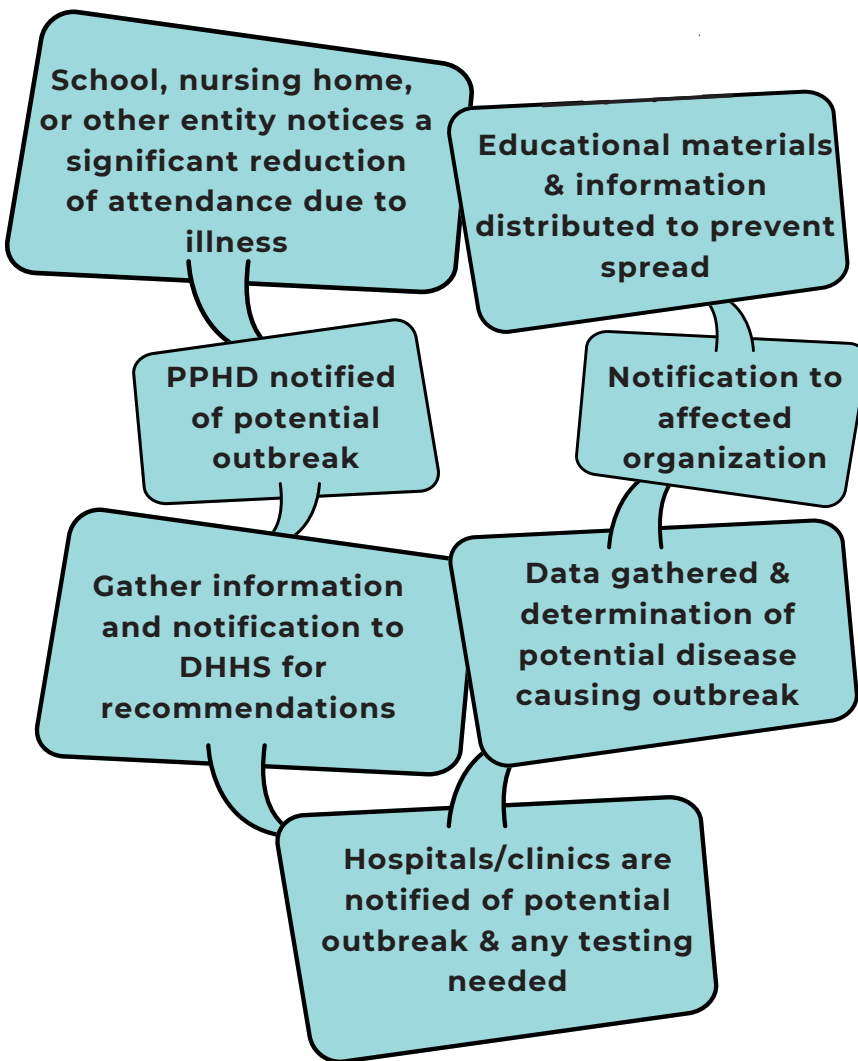 School, nursing home,
or other entity notices a
significant reduction
of attendance due to
illness
PPHD notified
of potential
outbreak
Gather information
and notification to
DHHS for
recommendations
Hospitals/clinics are
notified of potential
outbreak & any testing
needed
Data gathered &
determination of
potential disease
causing outbreak
Notification to
affected
organization
Educational materials
& information
distributed to prevent
spread